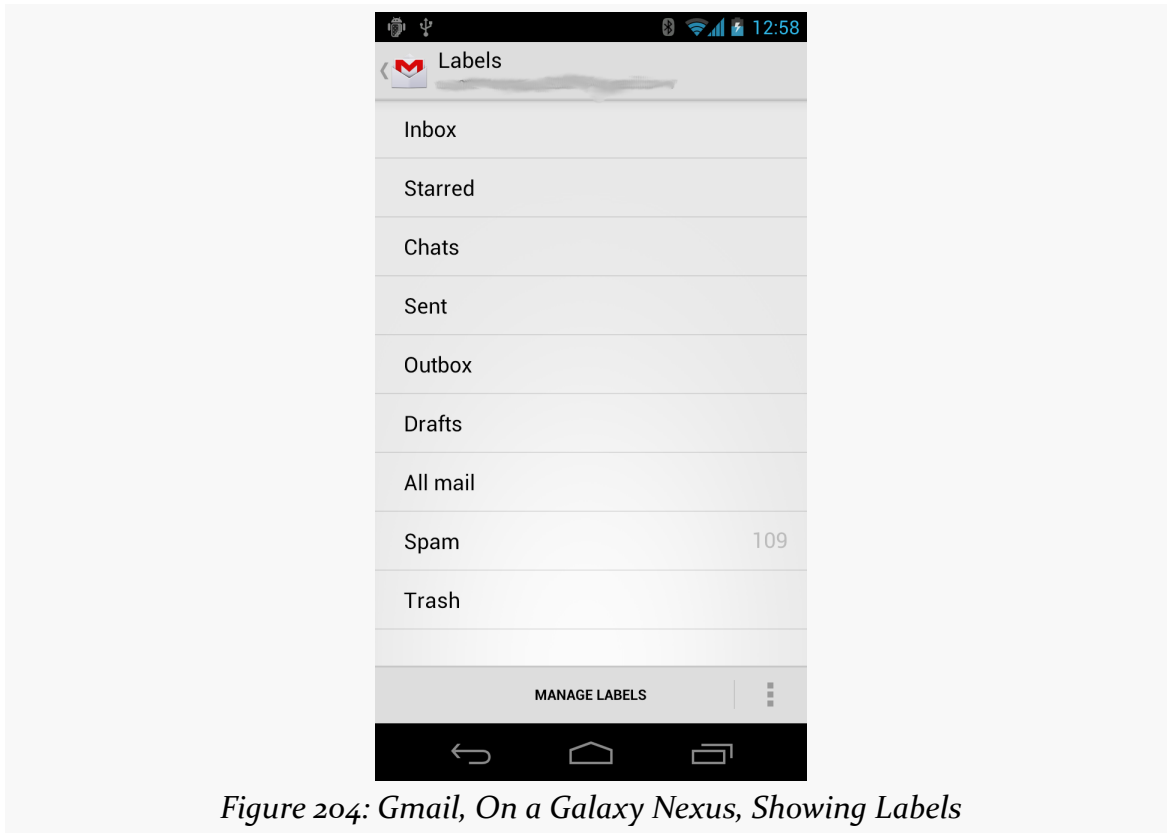 12:58
Labels
Inbox
Starred
Chats
Sent
Outbox
Drafts
All mail
Spam 109
Trash
MANAGE LABELS
Figure 204: Gmail, On a Galaxy Nexus, Showing Labels